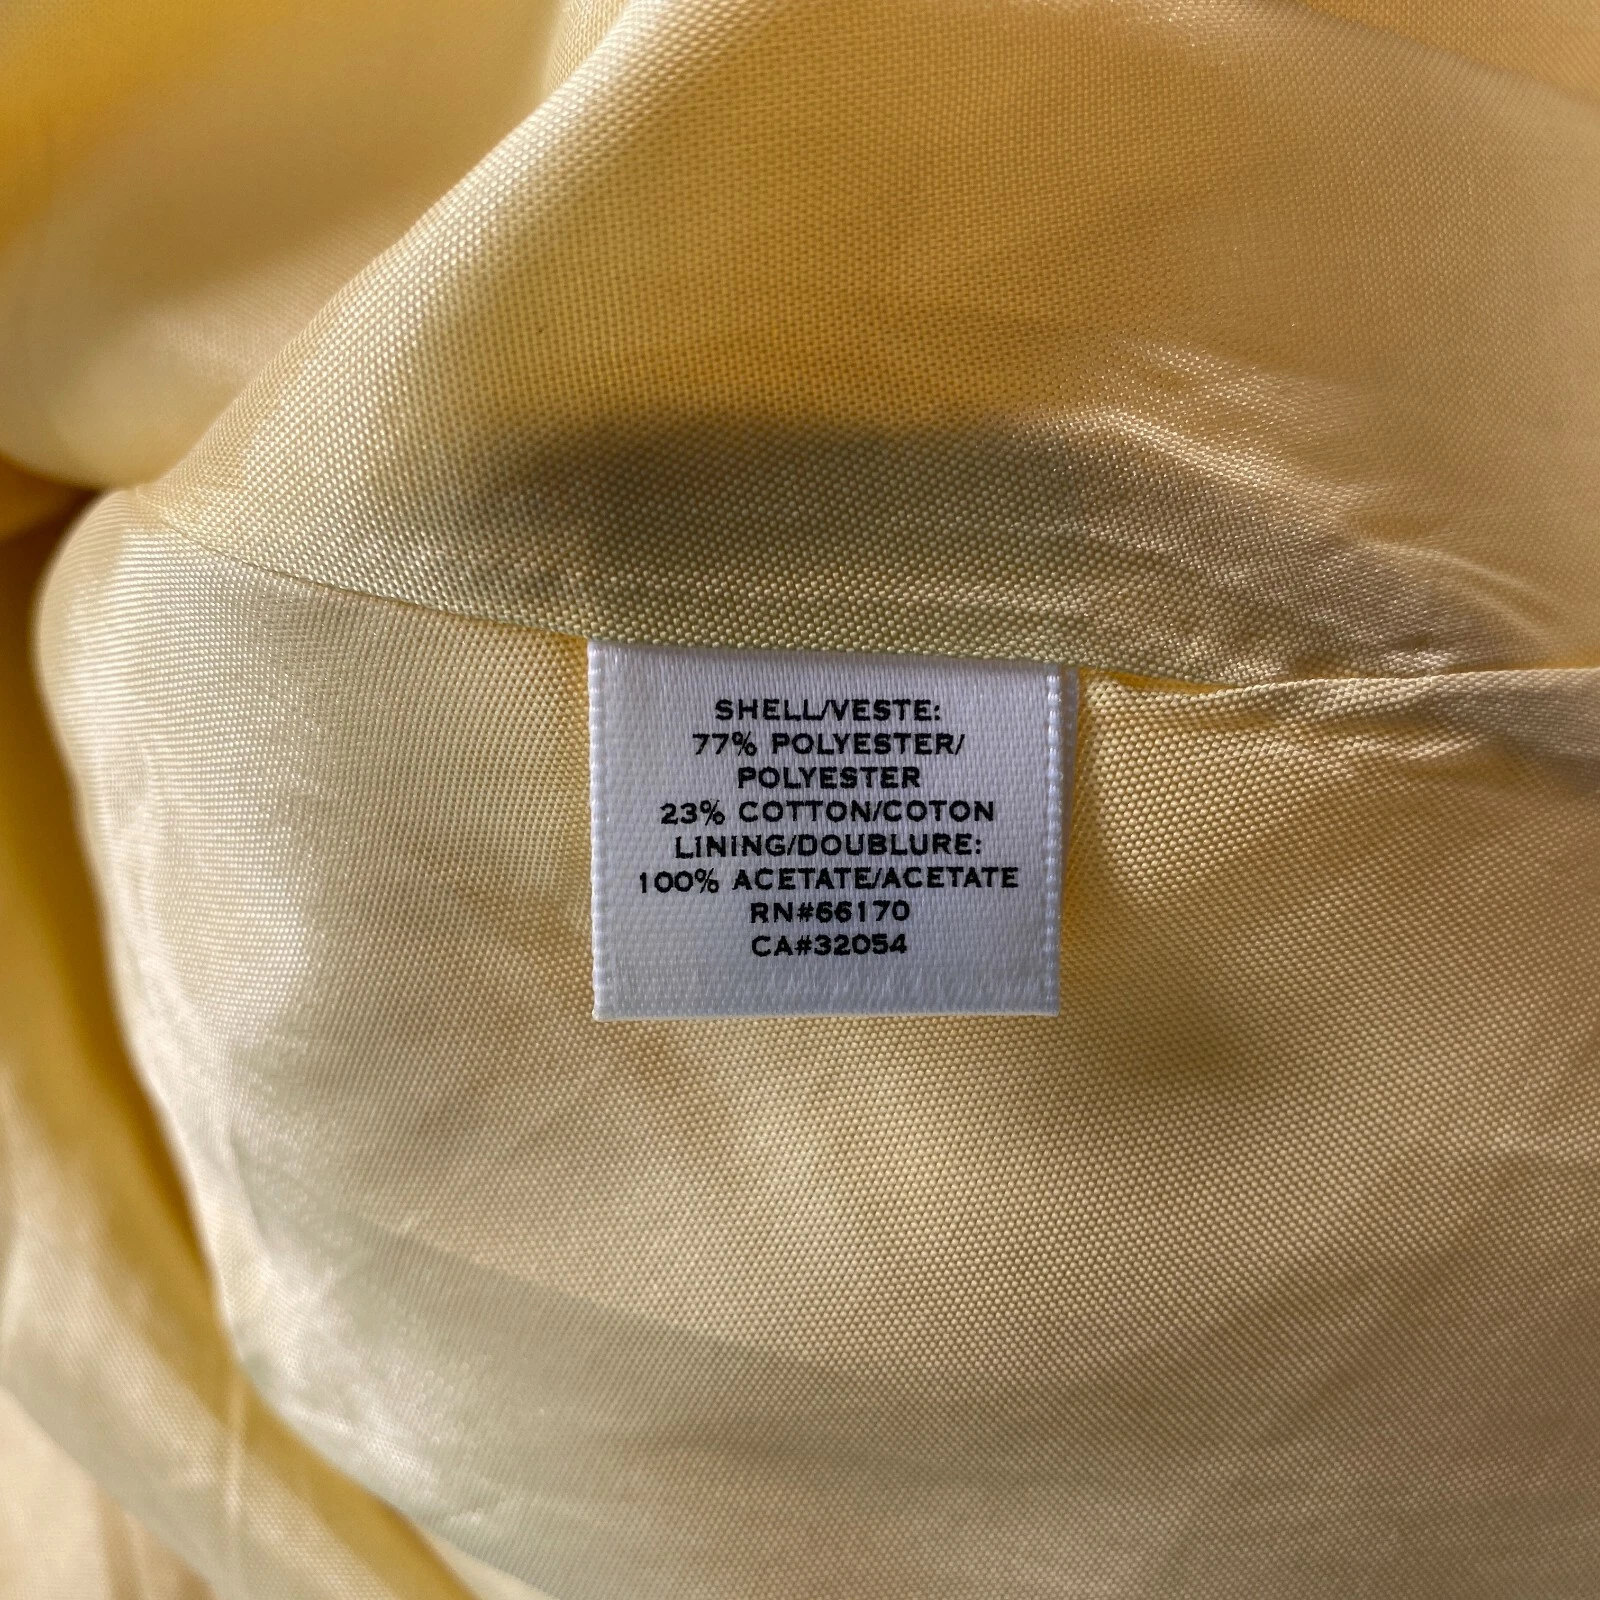 SHELL/VESTE:
77% POLYESTER/
POLYESTER
23% COTTON/COTON
LINING/DOUBLURE:
100% ACETATE/ACETATE
RN#66170
CA#32054